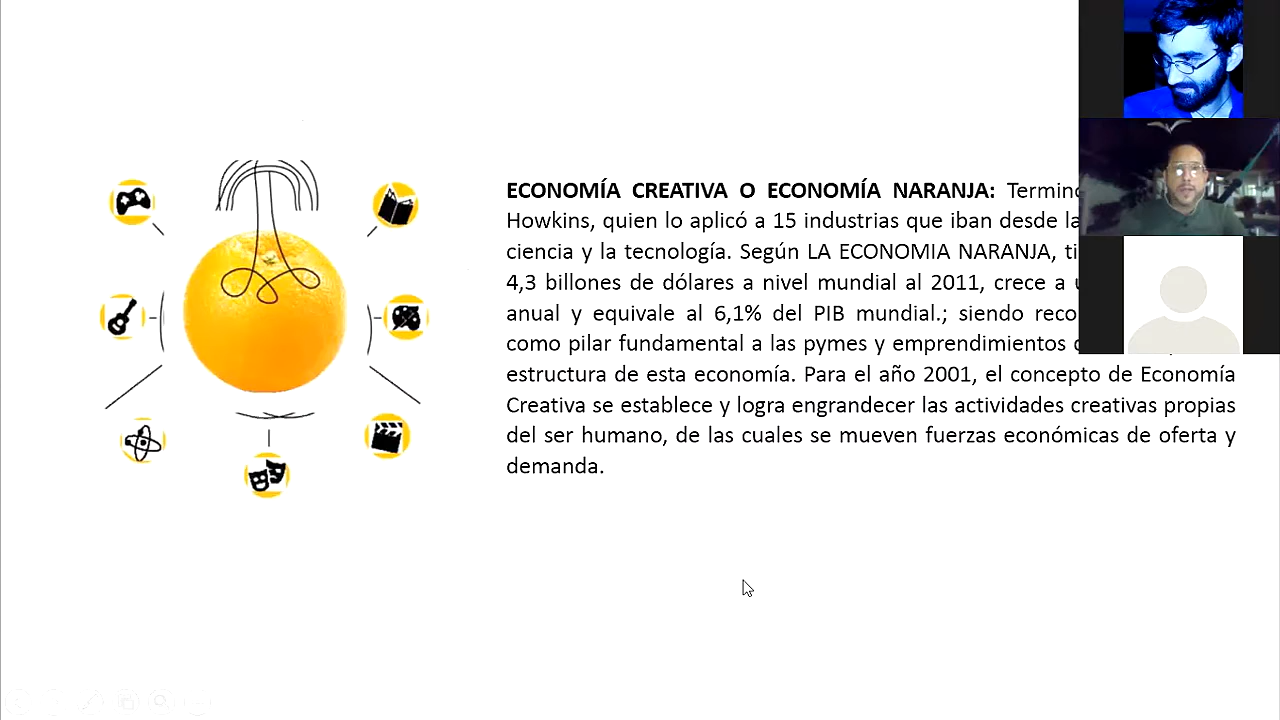 ECONOMÍA CREATIVA O ECONOMÍA NARANJA:
Howkins, quien lo aplicó a 15 industrias que iban desde
ciencia y la tecnología. Según LA ECONOMIA NARANJA,
4,3 billones de dólares a nivel mundial al 2011, crece a
anual y equivale al 6,1% del PIB mundial.; siendo
como pilar fundamental a las pymes y emprendimientos
estructura de esta economía. Para el año 2001, el concepto de Economía
Creativa se establece y logra engrandecer las actividades creativas propias
del ser humano, de las cuales se mueven fuerzas económicas de oferta y
demanda.